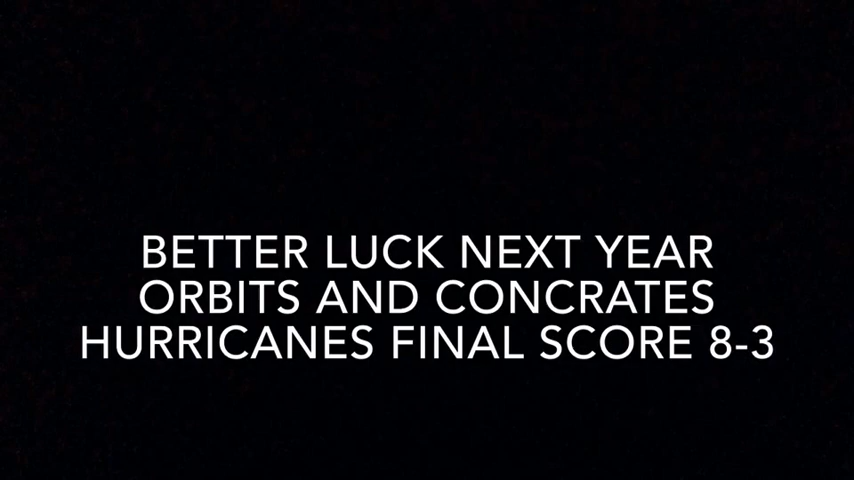 BETTER LUCK NEXT YEAR
ORBITS AND CONCRATES
HURRICANES FINAL SCORE 8-3